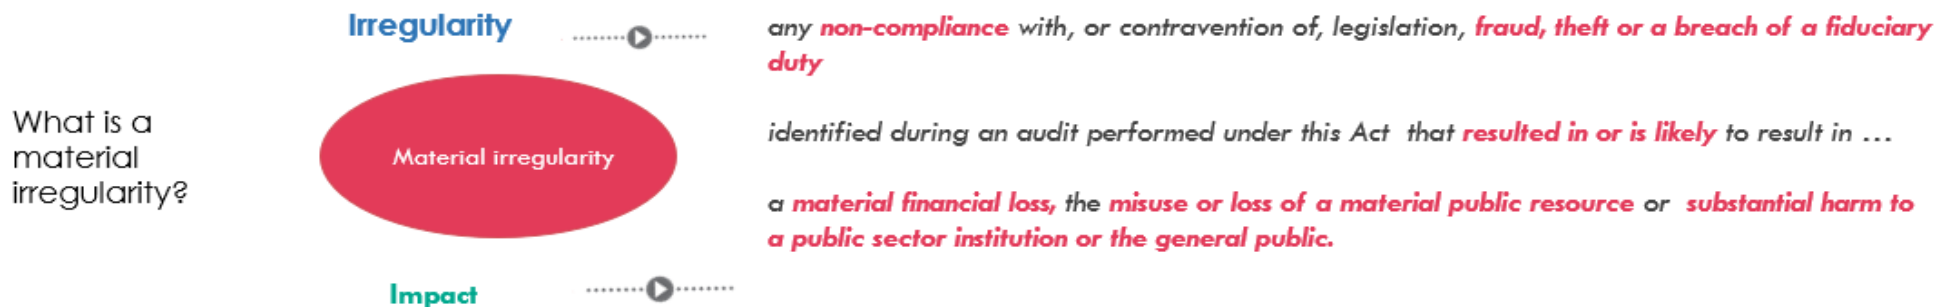 What is a
material
irregularity?
Irregularity
Material irregularity
Impact
any non-compliance with, or contravention of, legislation, fraud, theft or a breach of a fiduciary
duty
identified during an audit performed under this Act that resulted in or is likely to result in ...
a material financial loss, the misuse or loss of a material public resource or substantial harm to
a public sector institution or the general public.